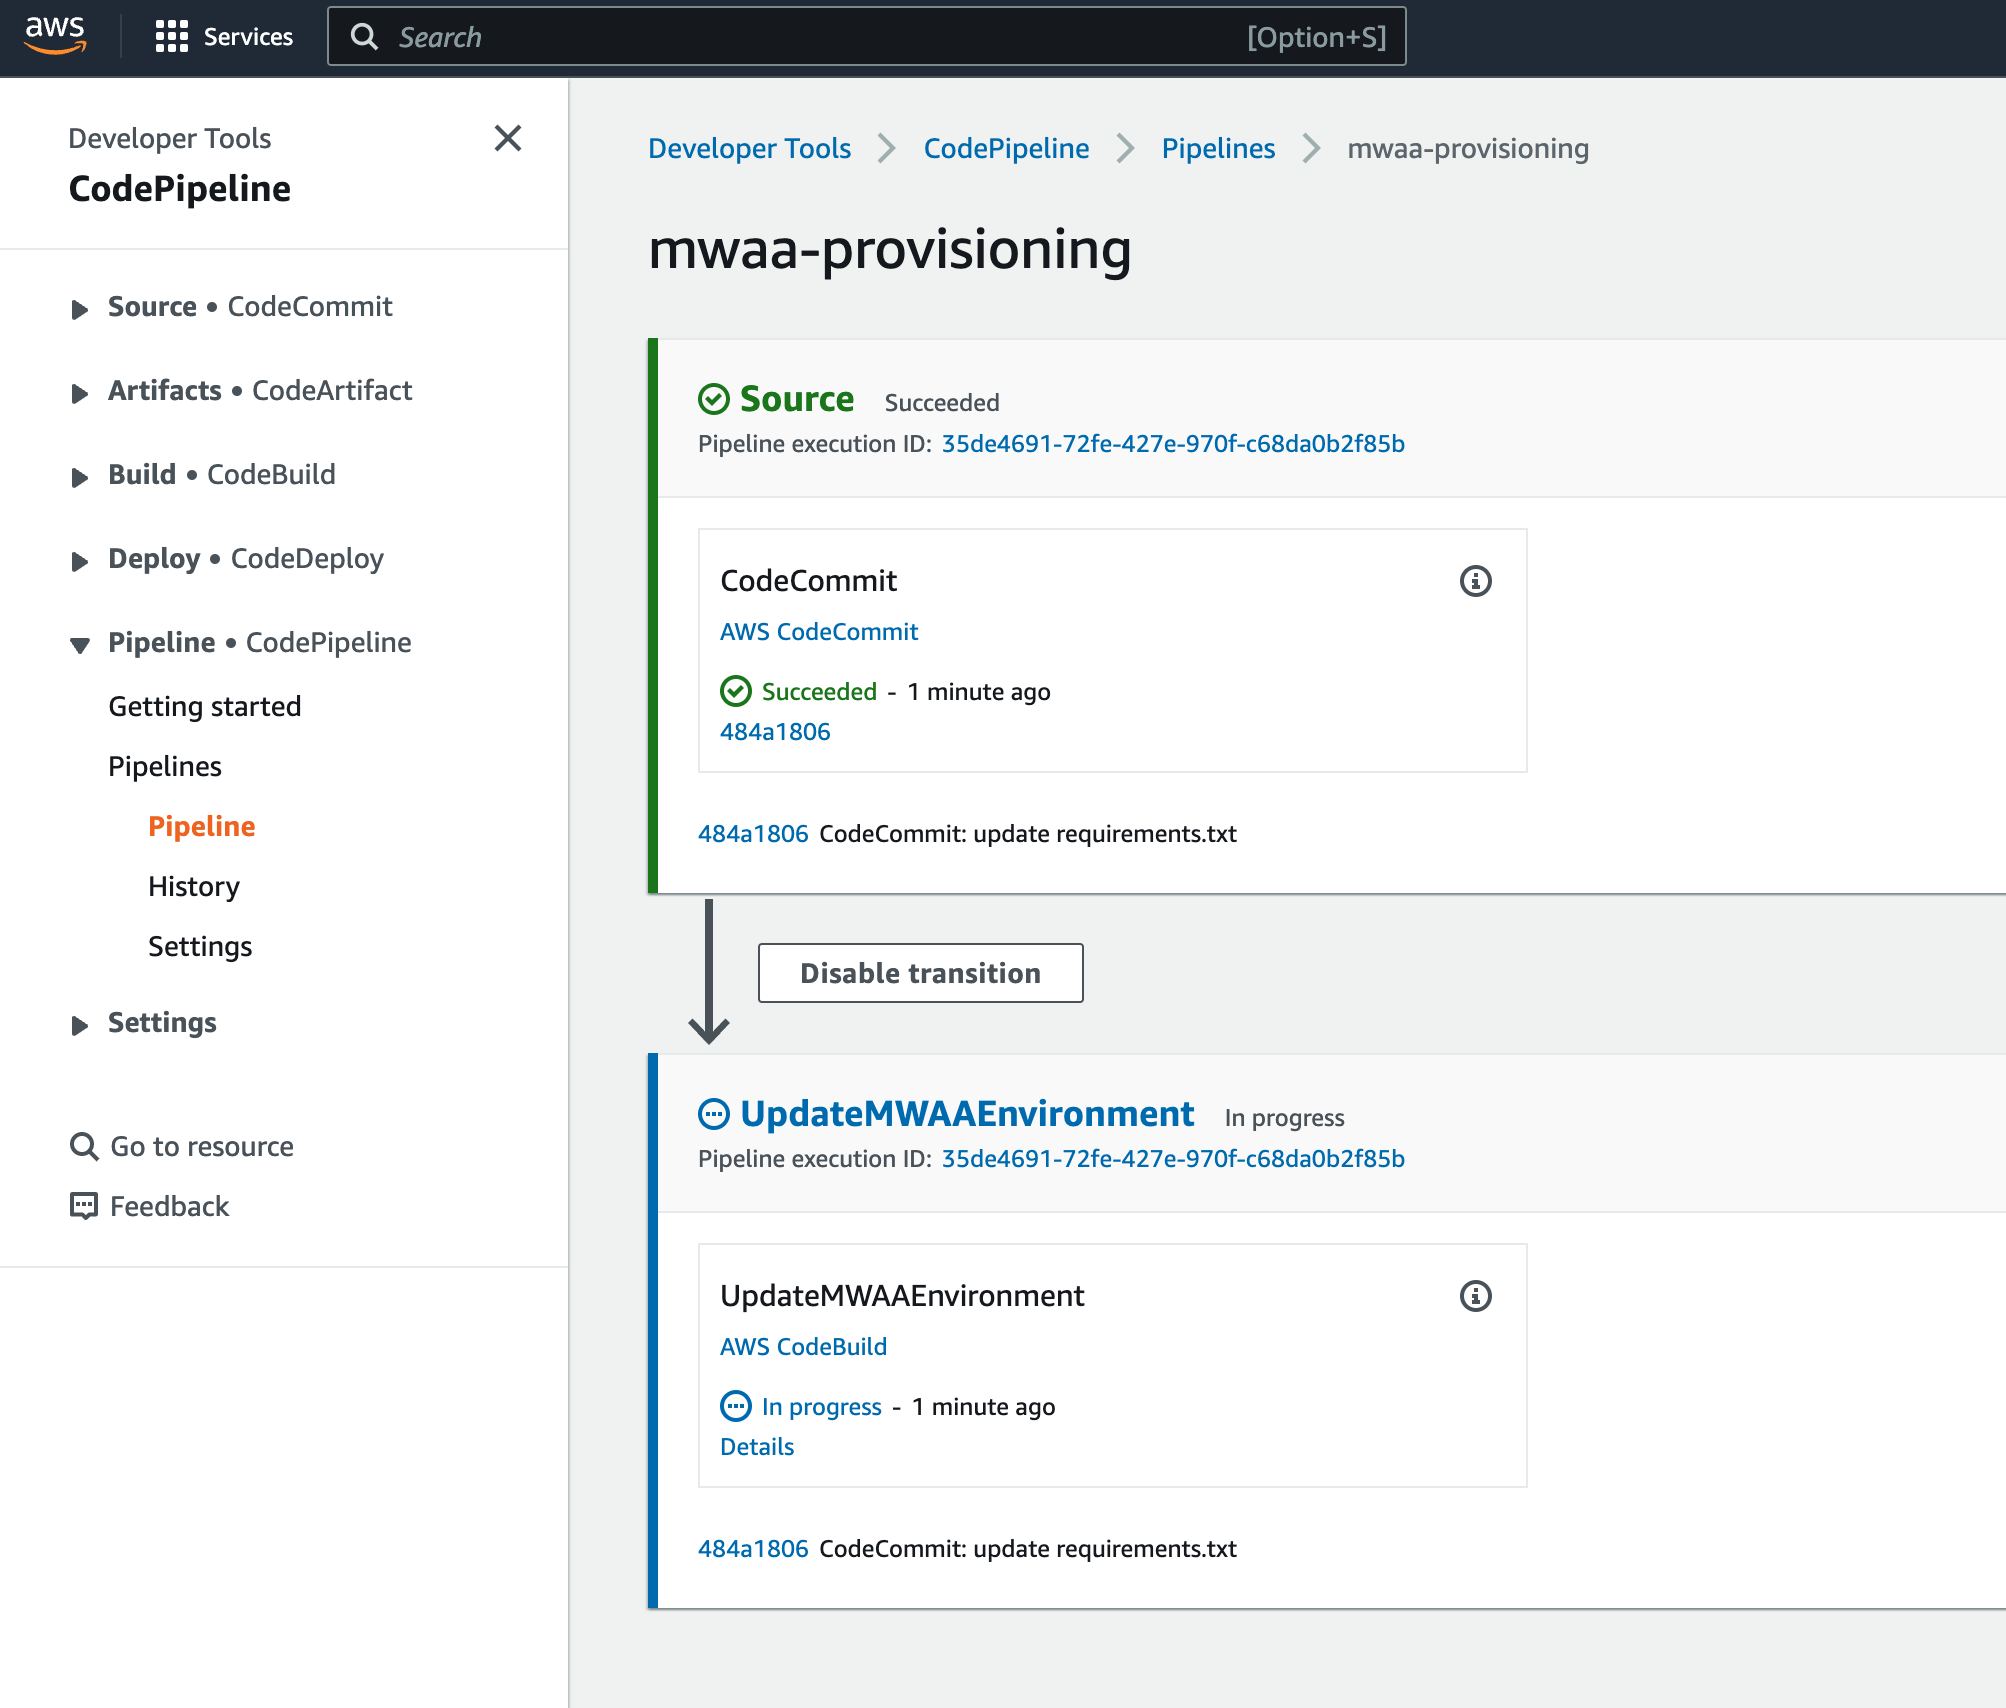 aws
Services
Search
[Option+S]
Developer Tools
CodePipeline
Source • CodeCommit
Artifacts • CodeArtifact
Build • CodeBuild
Deploy • CodeDeploy
Pipeline • CodePipeline
Getting started
Pipelines
Pipeline
History
Settings
Settings
Go to resource
Feedback
Developer Tools
CodePipeline
Pipelines
mwaa-provisioning
mwaa-provisioning
Source Succeeded
Pipeline execution ID: 35de4691-72fe-427e-970f-c68da0b2f85b
CodeCommit
AWS CodeCommit
Succeeded - 1 minute ago
484a1806
484a1806 CodeCommit: update requirements.txt
Disable transition
UpdateMWAAEnvironment In progress
Pipeline execution ID: 35de4691-72fe-427e-970f-c68da0b2f85b
UpdateMWAAEnvironment
AWS CodeBuild
In progress - 1 minute ago
Details
484a1806 CodeCommit: update requirements.txt